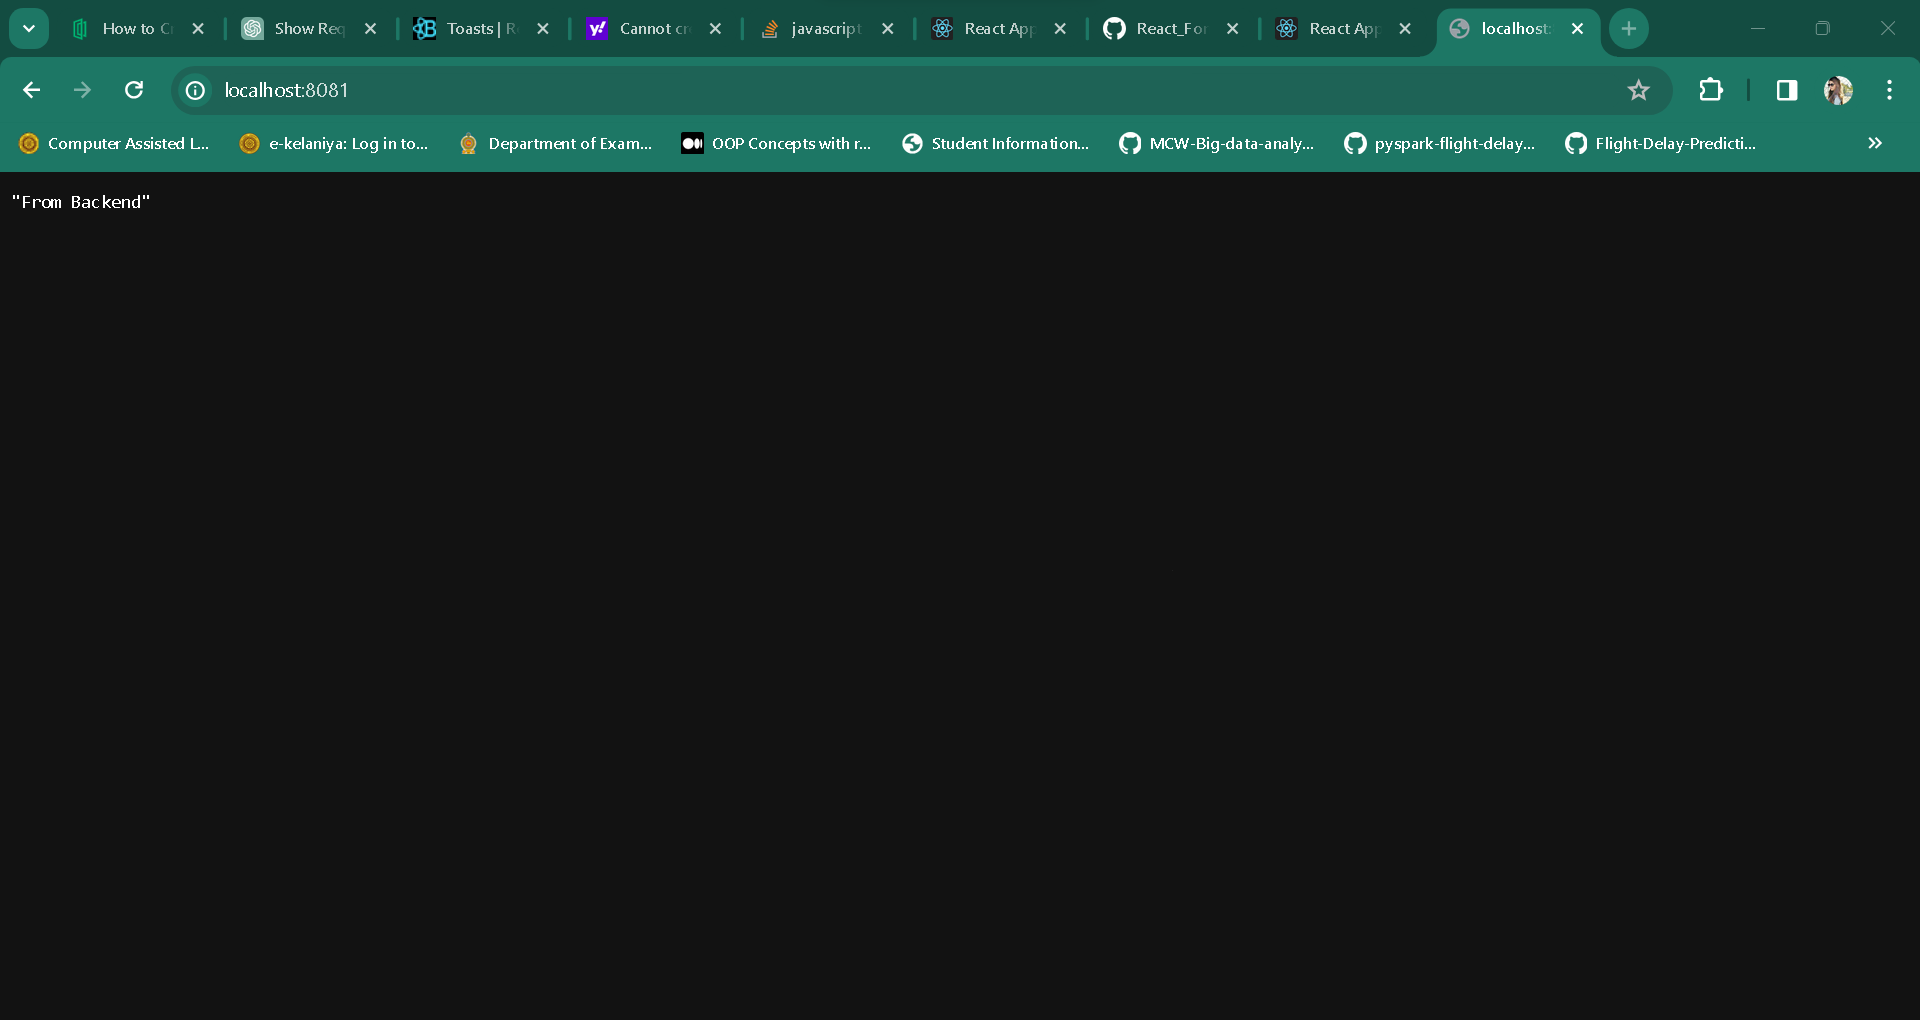 How to Cr
Show Req
Toasts | R
Cannot cr
javascript
React App
React_For
React App
localhost:
localhost:8081
Computer Assisted L...
e-kelaniya: Log in to...
Department of Exam...
OOP Concepts with r...
Student Information...
MCW-Big-data-analy...
pyspark-flight-delay...
Flight-Delay-Predicti...
"From Backend"